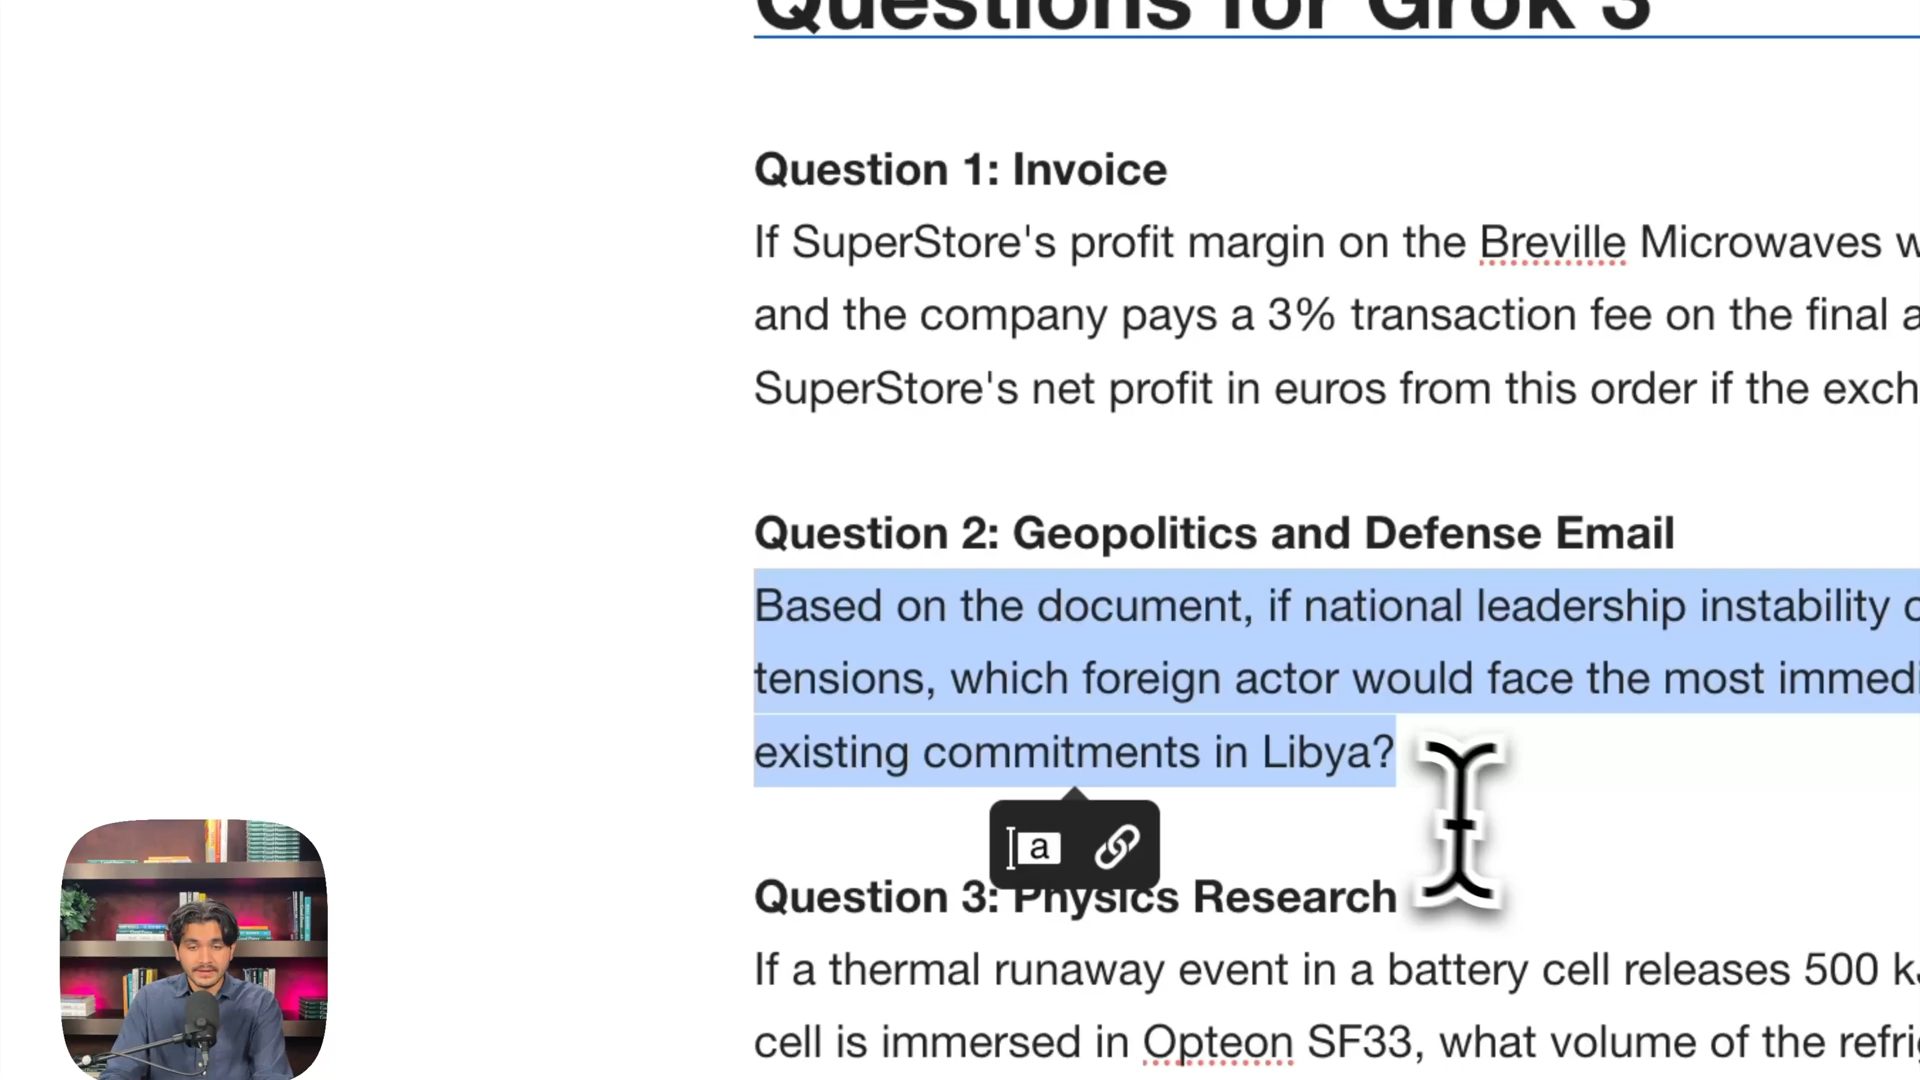 Questions for Grok 3
Question 1: Invoice
If SuperStore's profit margin on the Breville Microwaves
and the company pays a 3% transaction fee on the final
SuperStore's net profit in euros from this order if the
Question 2: Geopolitics and Defense Email
Based on the document, if national leadership instability
tensions, which foreign actor would face the most
existing commitments in Libya?
a
Question 3: Physics Research
If a thermal runaway event in a battery cell releases 500
cell is immersed in Opteon SF33, what volume of the